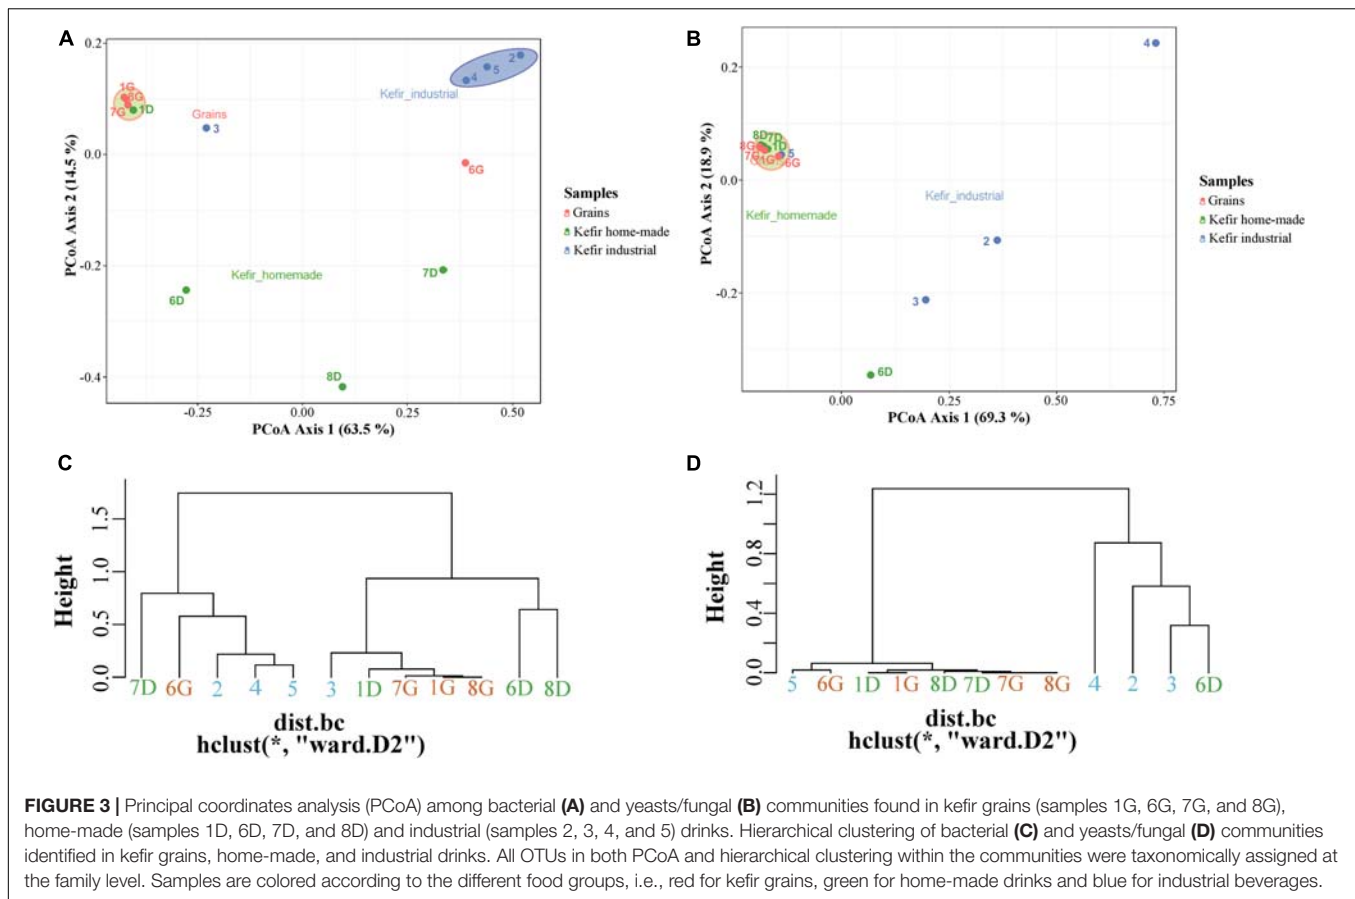 A
0.2
0.0
-0.2
-0.4
PCoA Axis 2 (14.5 %)
1G
8G
7G
1D
Grains
3
Kefir_industrial
4
5
2
6G
Kefir_homemade
6D
7D
8D
-0.25
0.00
0.25
0.50
PCoA Axis 1 (63.5 %)
Samples
Grains
Kefir home-made
Kefir industrial
B
0.2
0.0
-0.2
PCoA Axis 2 (18.9 %)
4
8D
7D
8G
1D
5
7G
1G
6G
Kefir_industrial
Kefir_homemade
2
3
6D
0.00
0.25
0.50
0.75
PCoA Axis 1 (69.3 %)
Samples
Grains
Kefir home-made
Kefir industrial
C
Height
0.0 0.5 1.0 1.5
7D 6G 2 4 5 3 1D 7G 1G 8G 6D 8D
dist.bc
hclust(*, "ward.D2")
D
Height
0.0 0.4 0.8 1.2
5 6G 1D 1G 8D 7D 7G 8G 4 2 3 6D
dist.bc
hclust(*, "ward.D2")
FIGURE 3 | Principal coordinates analysis (PCoA) among bacterial (A) and yeasts/fungal (B) communities found in kefir grains (samples 1G, 6G, 7G, and 8G),
home-made (samples 1D, 6D, 7D, and 8D) and industrial (samples 2, 3, 4, and 5) drinks. Hierarchical clustering of bacterial (C) and yeasts/fungal (D) communities
identified in kefir grains, home-made, and industrial drinks. All OTUs in both PCoA and hierarchical clustering within the communities were taxonomically assigned at
the family level. Samples are colored according to the different food groups, i.e., red for kefir grains, green for home-made drinks and blue for industrial beverages.